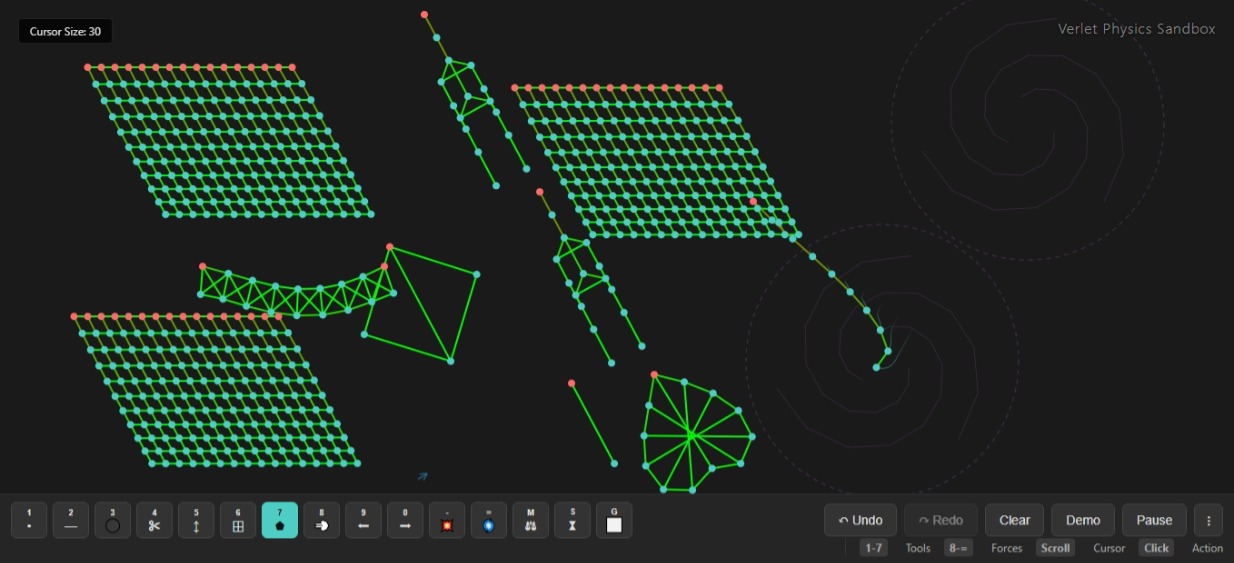 Cursor Size: 30
Verlet Physics Sandbox
1 2 3 4 5 6 7 8 9 0 - = M S G
Undo Redo Clear Demo Pause
1-7 Tools 8-= Forces Scroll Cursor Click Action